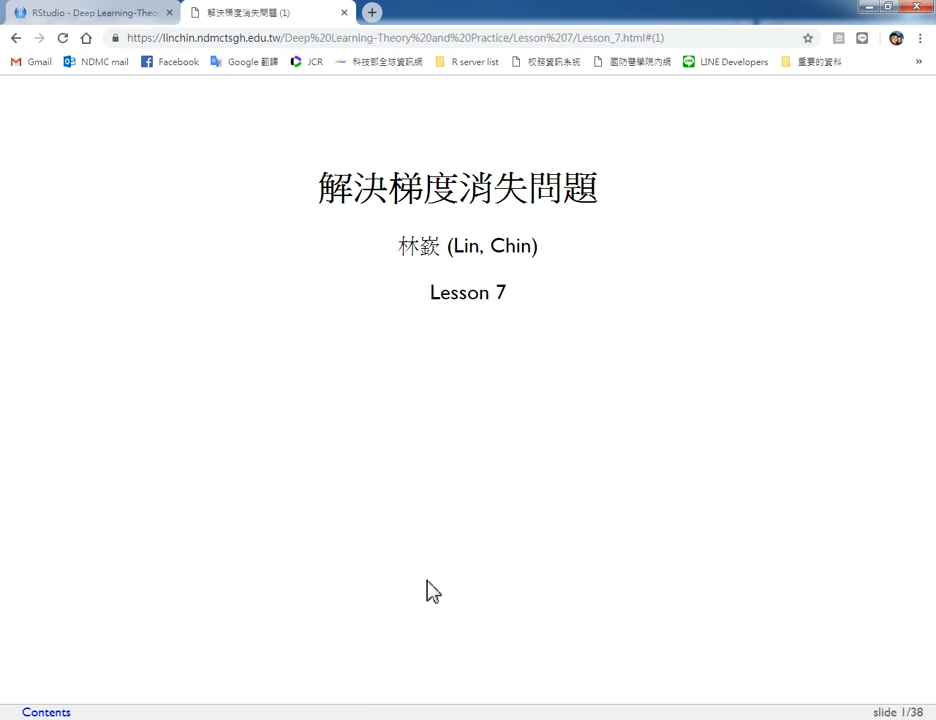 RStudio - Deep Learning-Theo
解決梯度消失問題 (1)
https://linchin.ndmctsgh.edu.tw/Deep%20Learning-Theory%20and%20Practice/Lesson%207/Lesson_7.html#(1)
Gmail NDMC mail Facebook Google 翻譯 JCR 科技部全球資訊網 R server list 校務資訊系統 國防醫學院內網 LINE Developers 重要的資料 »
解決梯度消失問題
林嶔 (Lin, Chin)
Lesson 7
Contents
slide 1/38